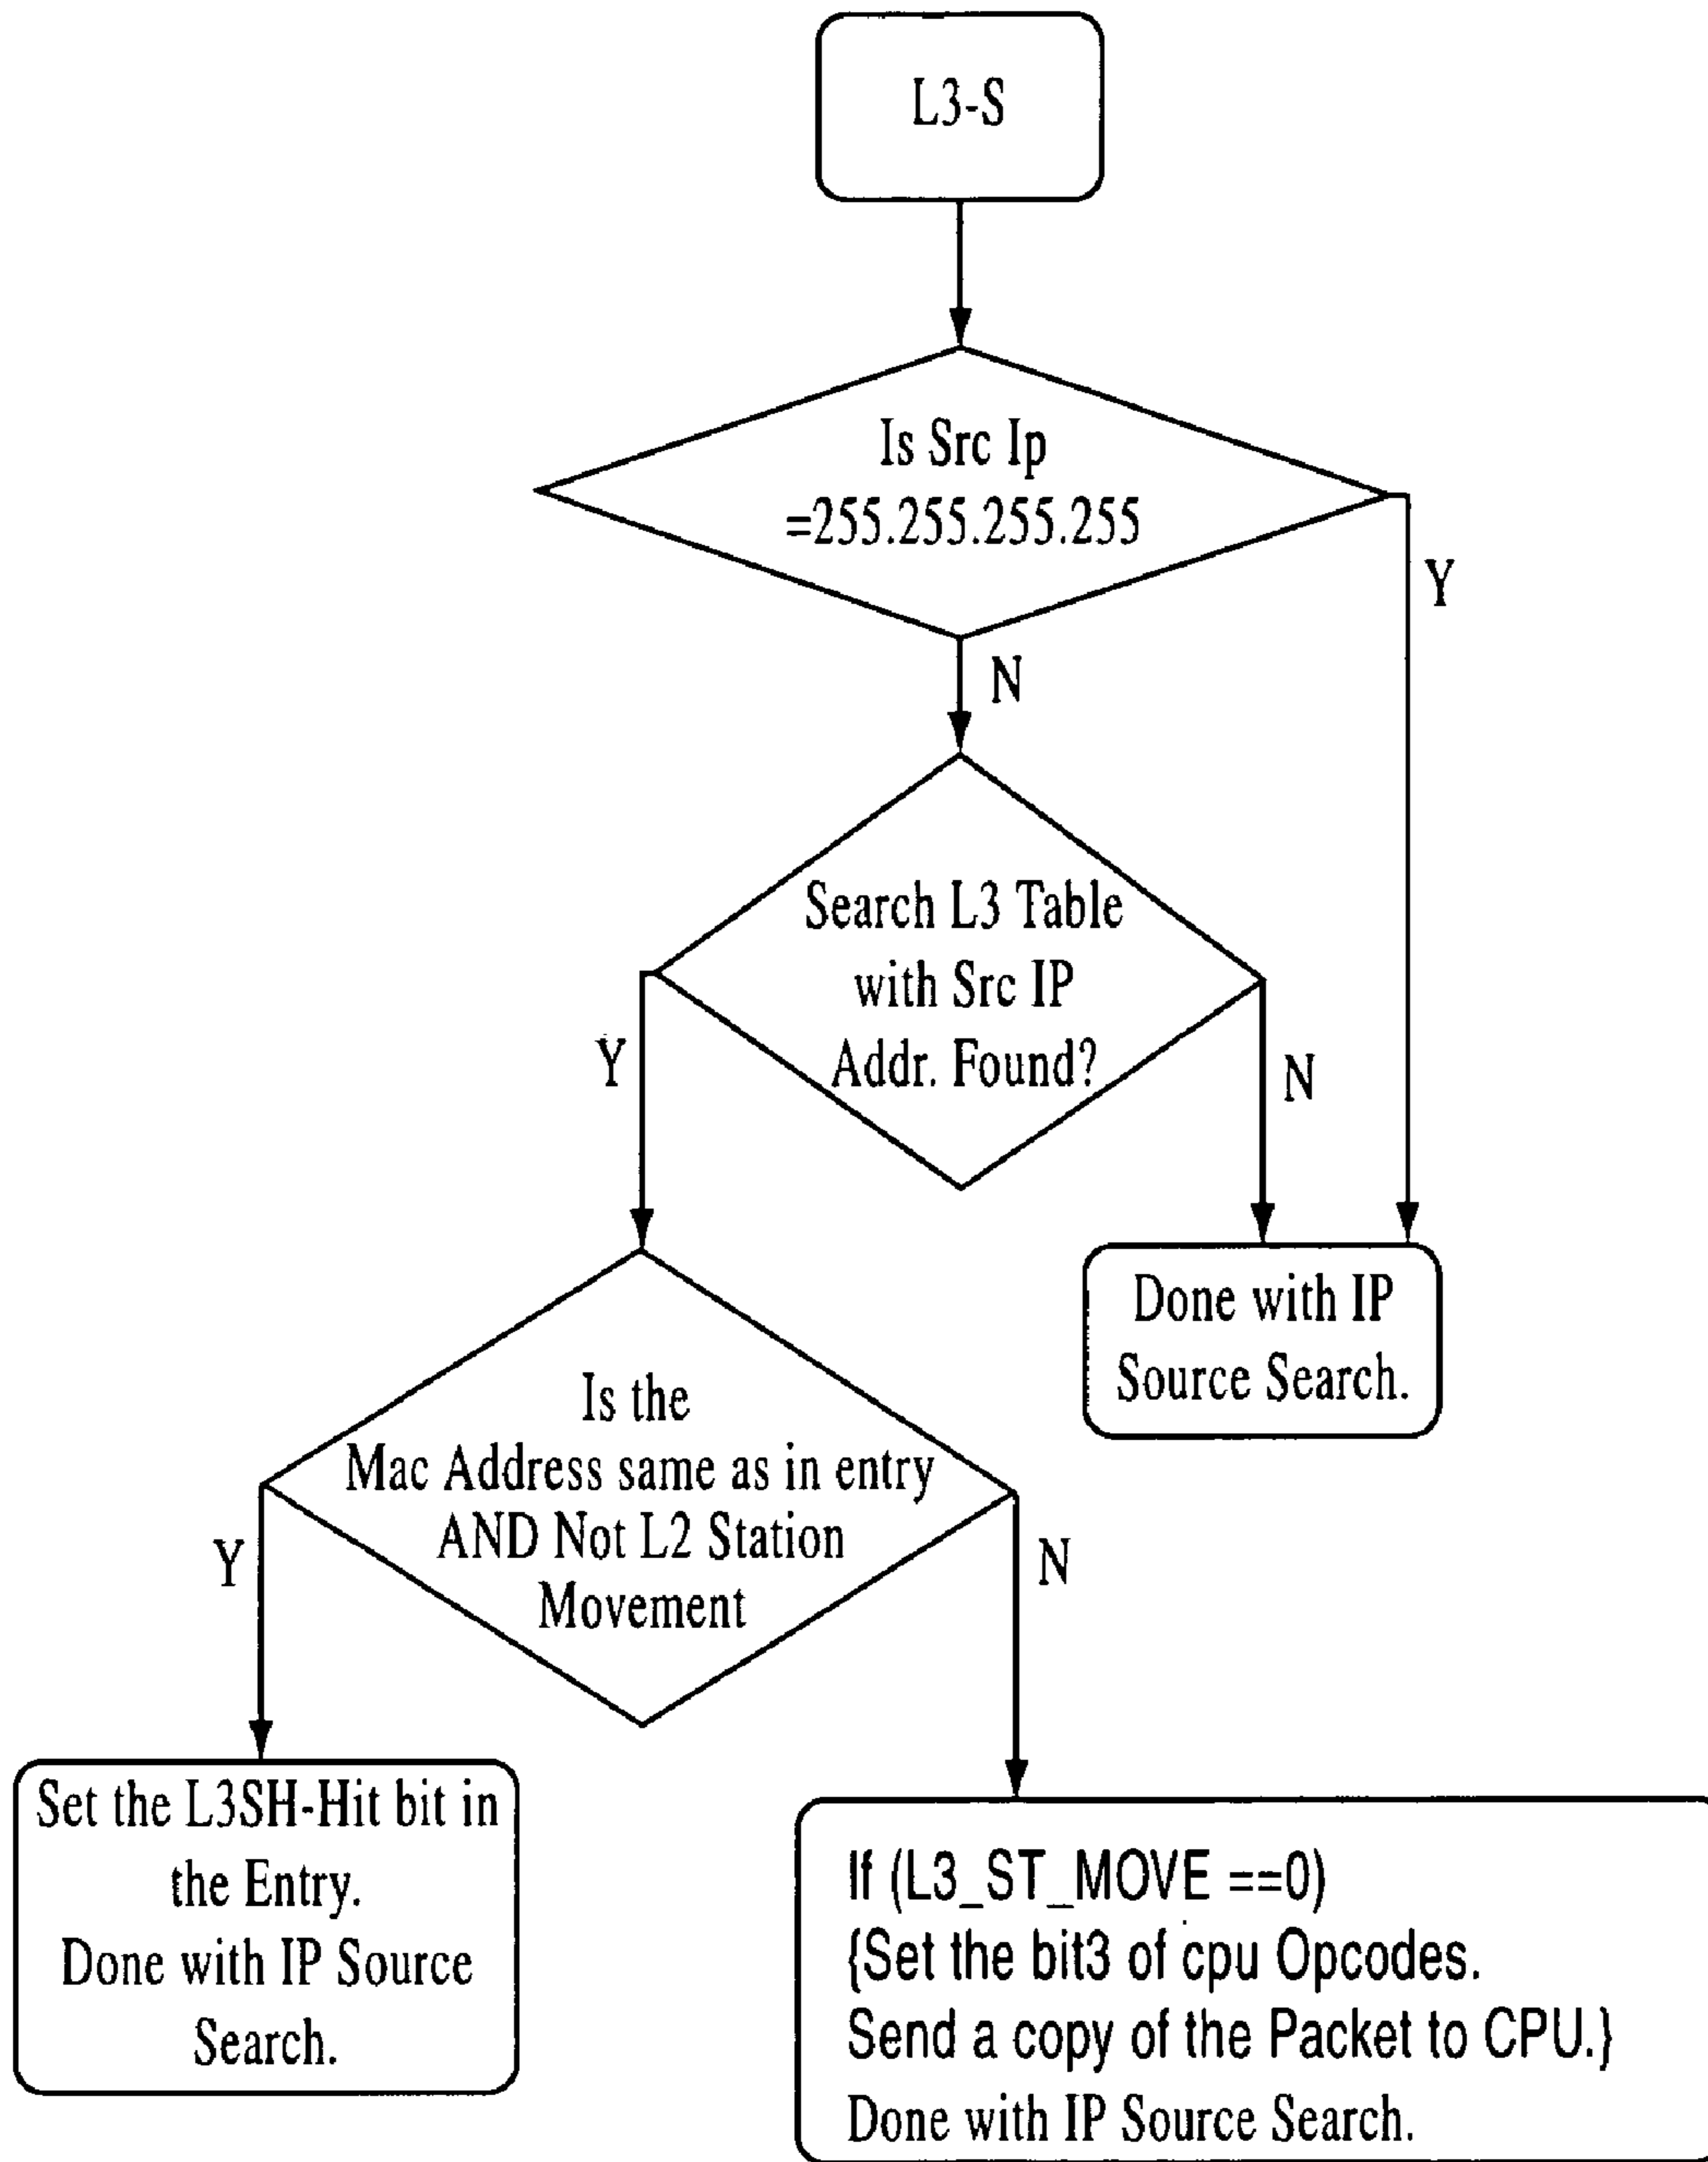 L3-S
Is Src Ip
=255.255.255.255
Y
N
Search L3 Table
with Src IP
Addr. Found?
Y
N
Done with IP
Source Search.
Is the
Mac Address same as in entry
AND Not L2 Station
Movement
Y
N
Set the L3SH-Hit bit in
the Entry.
Done with IP Source
Search.
If (L3_ST_MOVE ==0)
{Set the bit3 of cpu Opcodes.
Send a copy of the Packet to CPU.}
Done with IP Source Search.